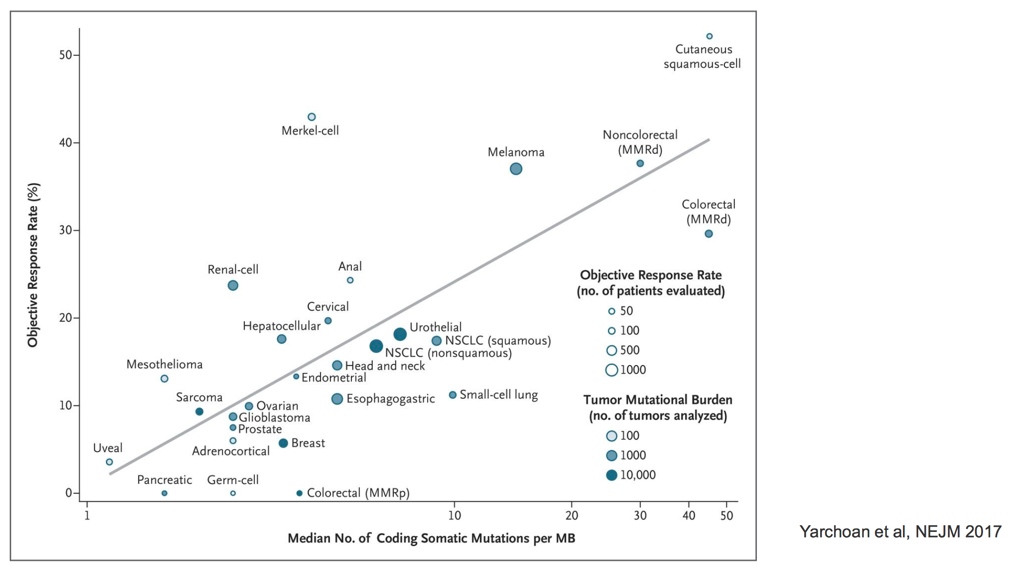 Cutaneous
squamous-cell
Merkel-cell
Noncolorectal
(MMRd)
Melanoma
Colorectal
(MMRd)
Renal-cell
Anal
Cervical
Hepatocellular
Urothelial
NSCLC (squamous)
NSCLC (nonsquamous)
Mesothelioma
Head and neck
Endometrial
Sarcoma
Esophagogastric
Small-cell lung
Ovarian
Glioblastoma
Prostate
Adrenocortical
Breast
Uveal
Pancreatic
Germ-cell
Colorectal (MMRp)
Objective Response Rate (%)
50
40
30
20
10
0
1
10
20
30
40
50
Median No. of Coding Somatic Mutations per MB
Objective Response Rate
(no. of patients evaluated)
50
100
500
1000
Tumor Mutational Burden
(no. of tumors analyzed)
100
1000
10,000
Yarchoan et al, NEJM 2017